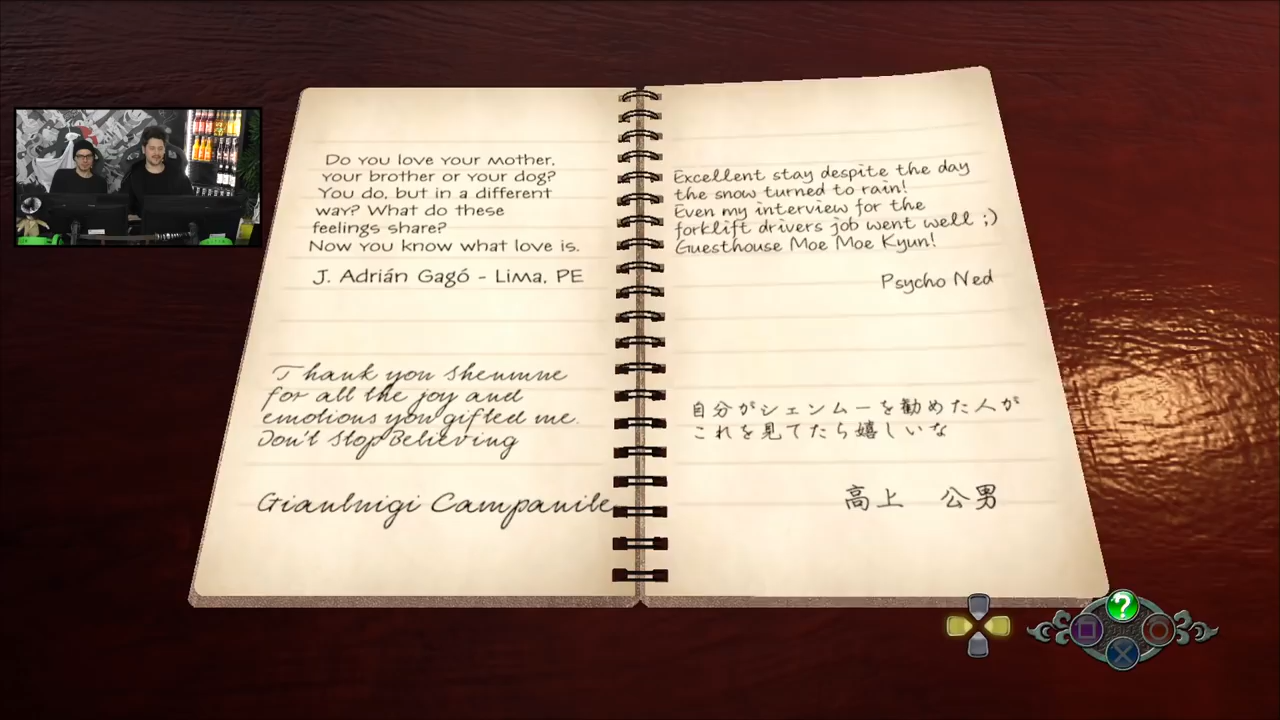 Do you love your mother,
your brother or your dog?
You do, but in a different
way? What do these
feelings share?
Now you know what love is.
J. Adrián Gagó - Lima, PE
Thank you Shenmue
for all the joy and
emotions you gifted me.
Don't Stop Believing
Gianluigi Campanile
Excellent stay despite the day
the snow turned to rain!
Even my interview for the
forklift drivers job went well ;)
Guesthouse Moe Moe Kyun!
Psycho Ned
自分がシェンムーを勧めた人が
これを見てたら嬉しいな
高上　公男
?